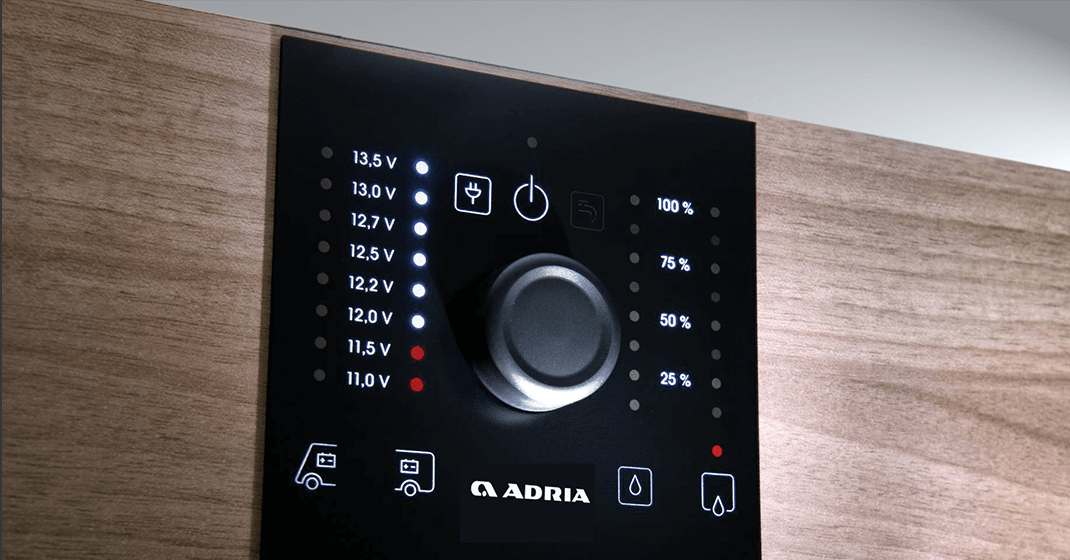 13,5 V
13,0 V
12,7 V
12,5 V
12,2 V
12,0 V
11,5 V
11,0 V
100 %
75 %
50 %
25 %
ADRIA